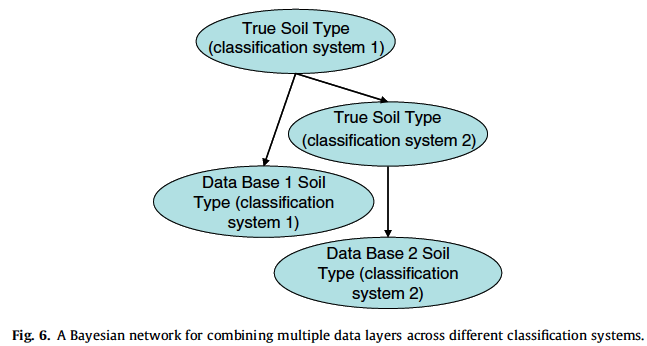 True Soil Type
(classification system 1)
True Soil Type
(classification system 2)
Data Base 1 Soil
Type (classification
system 1)
Data Base 2 Soil
Type (classification
system 2)
Fig. 6. A Bayesian network for combining multiple data layers across different classification systems.